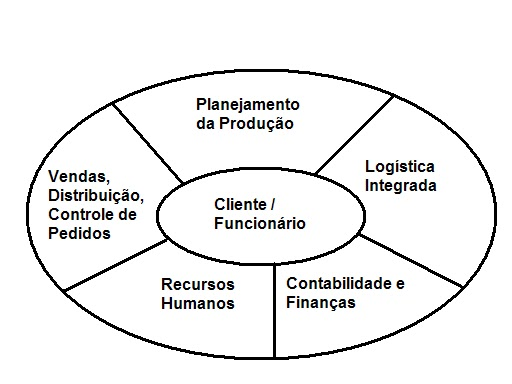 Planejamento
da Produção
Logística
Integrada
Vendas,
Distribuição,
Controle de
Pedidos
Cliente /
Funcionário
Recursos
Humanos
Contabilidade e
Finanças